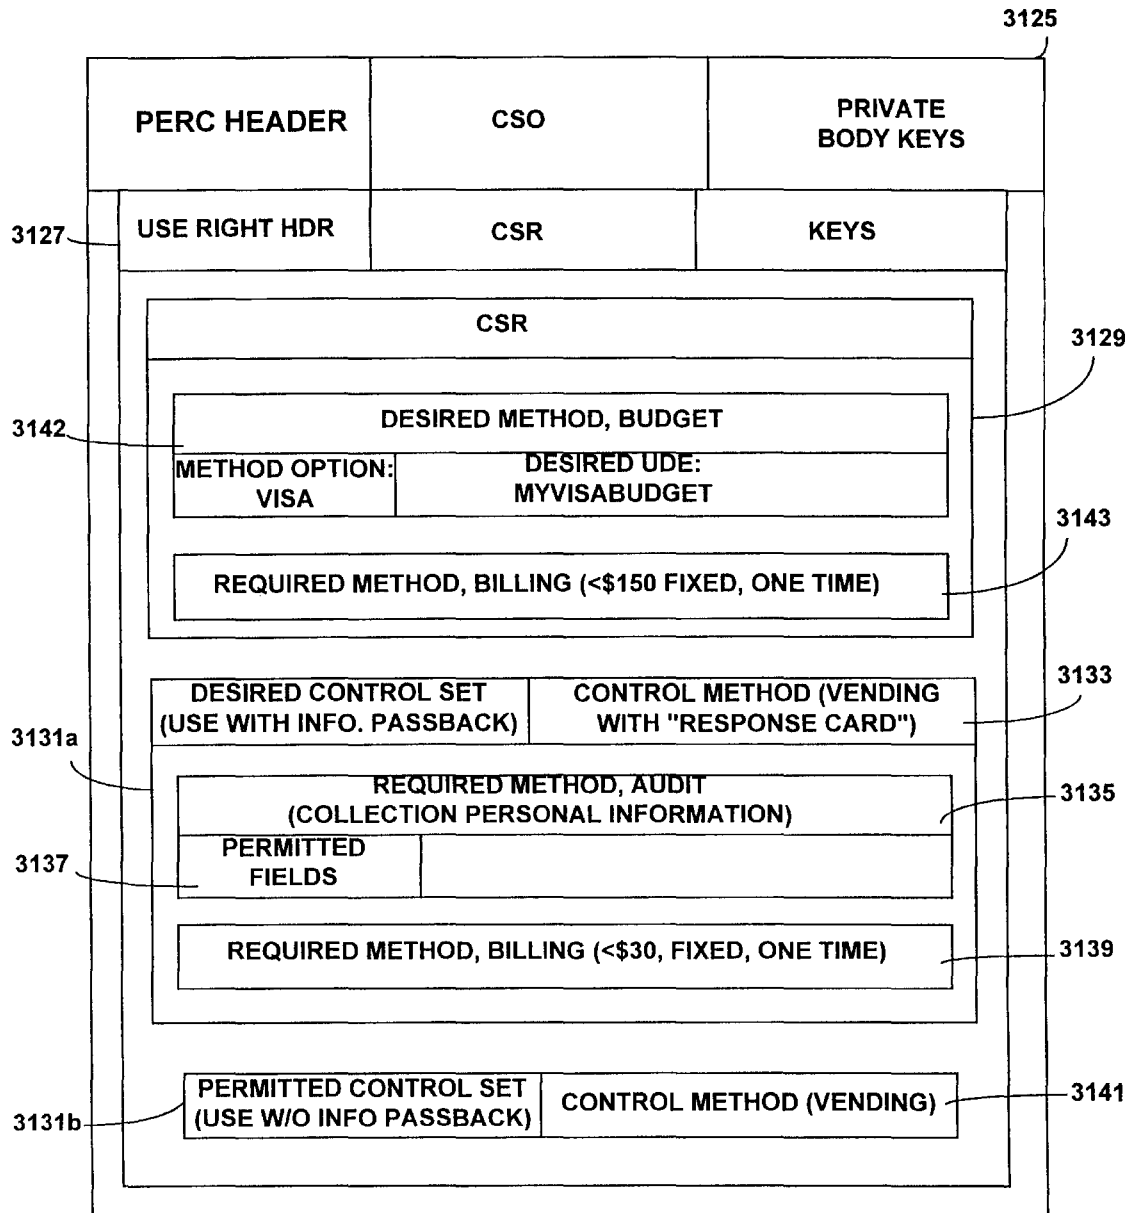 3125
PERC HEADER
CSO
PRIVATE
BODY KEYS
3127
USE RIGHT HDR
CSR
KEYS
CSR
3129
DESIRED METHOD, BUDGET
3142
METHOD OPTION:
VISA
DESIRED UDE:
MYVISABUDGET
3143
REQUIRED METHOD, BILLING (<$150 FIXED, ONE TIME)
DESIRED CONTROL SET
(USE WITH INFO. PASSBACK)
CONTROL METHOD (VENDING
WITH "RESPONSE CARD")
3133
3131a
REQUIRED METHOD, AUDIT
(COLLECTION PERSONAL INFORMATION)
3135
3137
PERMITTED
FIELDS
REQUIRED METHOD, BILLING (<$30, FIXED, ONE TIME)
3139
PERMITTED CONTROL SET
(USE W/O INFO PASSBACK)
CONTROL METHOD (VENDING)
3141
3131b